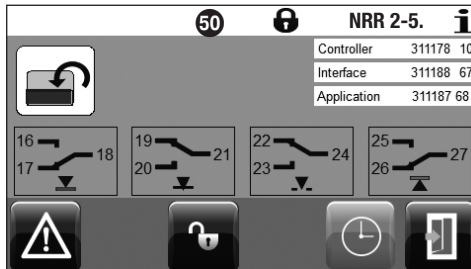 50 NRR 2-5. i
Controller 311178 10
Interface 311188 67
Application 311187 68
16 17 18
19 20 21
22 23 24
25 26 27